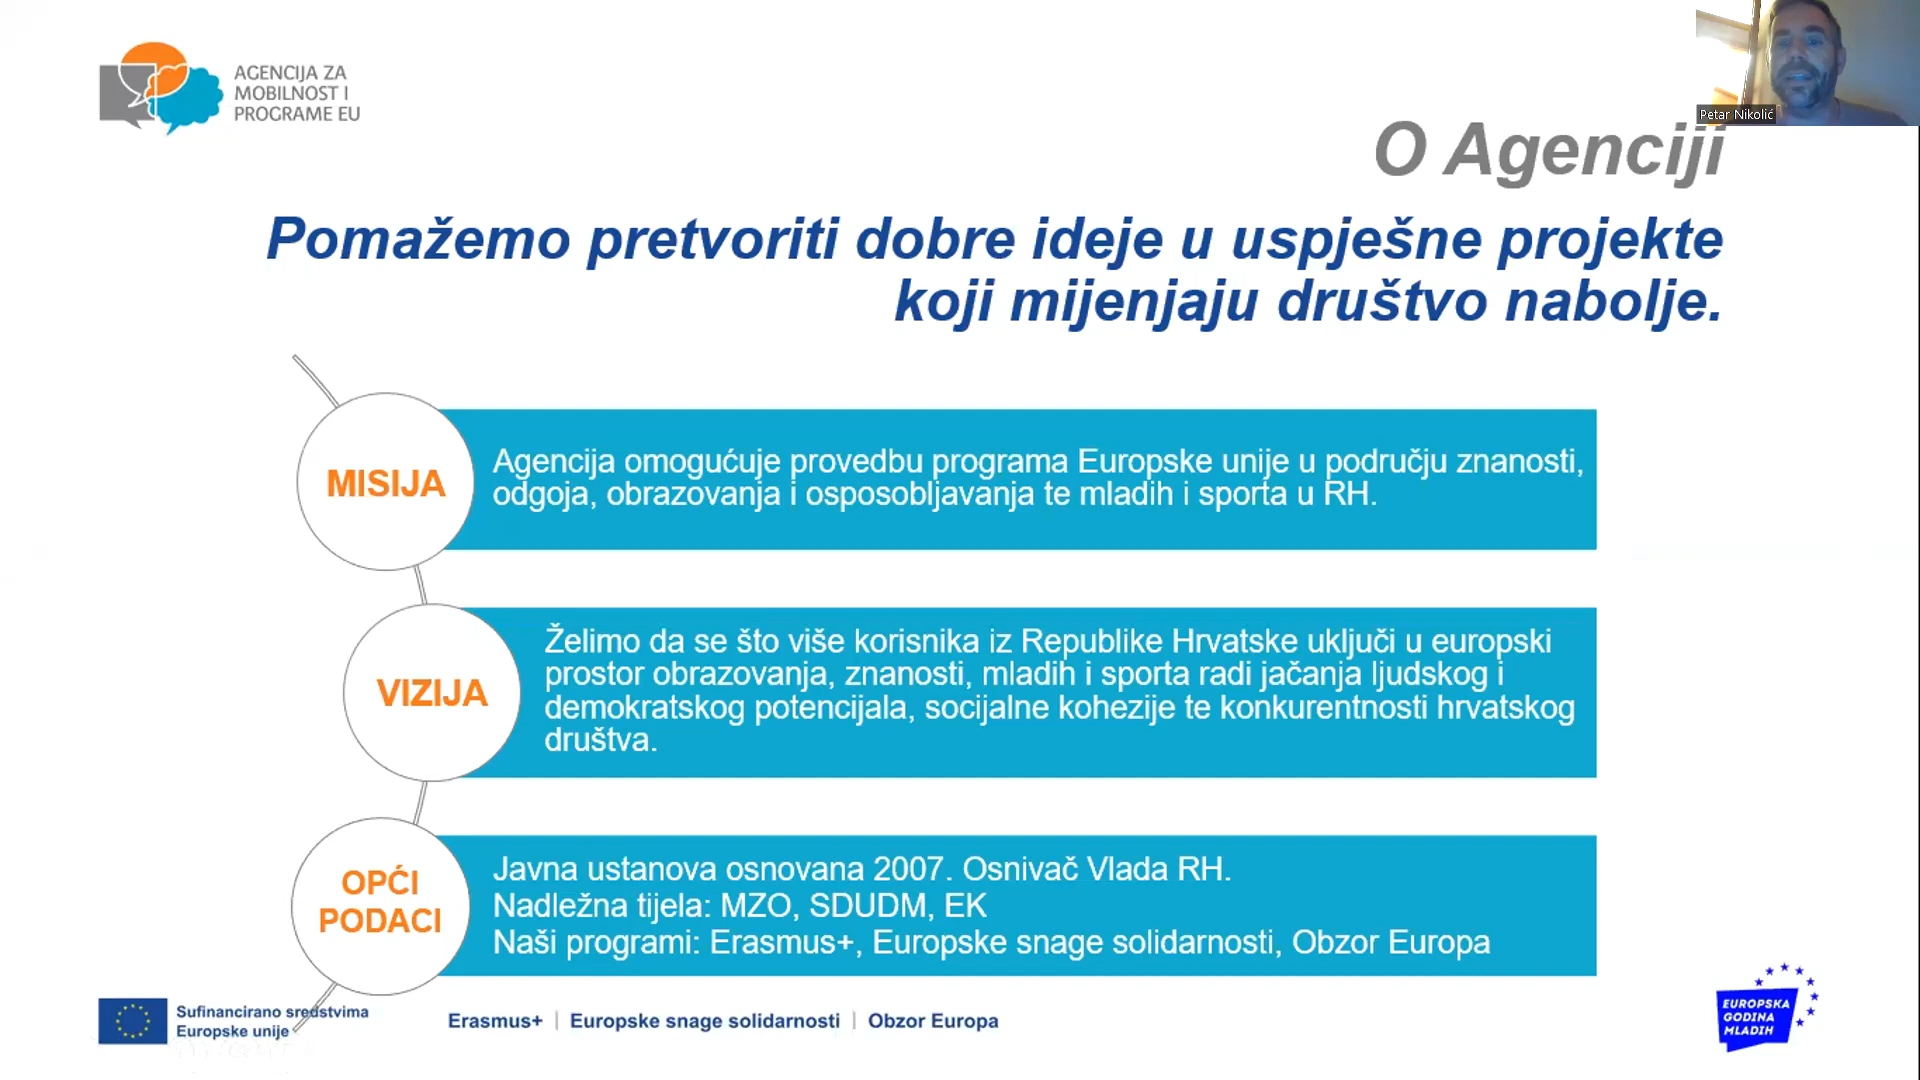 AGENCIJA ZA
MOBILNOST I
PROGRAME EU
Petar Nikolić
O Agenciji
Pomažemo pretvoriti dobre ideje u uspješne projekte
koji mijenjaju društvo nabolje.
MISIJA
Agencija omogućuje provedbu programa Europske unije u području znanosti,
odgoja, obrazovanja i osposobljavanja te mladih i sporta u RH.
VIZIJA
Želimo da se što više korisnika iz Republike Hrvatske uključi u europski
prostor obrazovanja, znanosti, mladih i sporta radi jačanja ljudskog i
demokratskog potencijala, socijalne kohezije te konkurentnosti hrvatskog
društva.
OPĆI
PODACI
Javna ustanova osnovana 2007. Osnivač Vlada RH.
Nadležna tijela: MZO, SDUDM, EK
Naši programi: Erasmus+, Europske snage solidarnosti, Obzor Europa
Sufinancirano sredstvima
Europske unije
Erasmus+ | Europske snage solidarnosti | Obzor Europa
EUROPSKA
GODINA
MLADIH